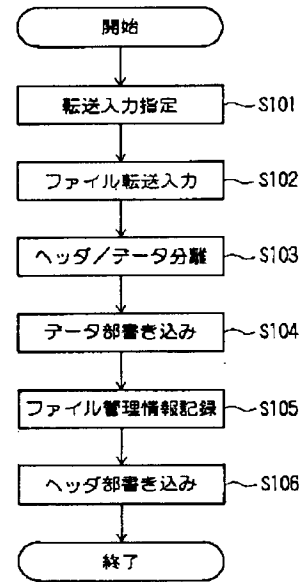 開始
転送入力指定 S101
ファイル転送入力 S102
ヘッダ/データ分離 S103
データ部書き込み S104
ファイル管理情報記録 S105
ヘッダ部書き込み S106
終了